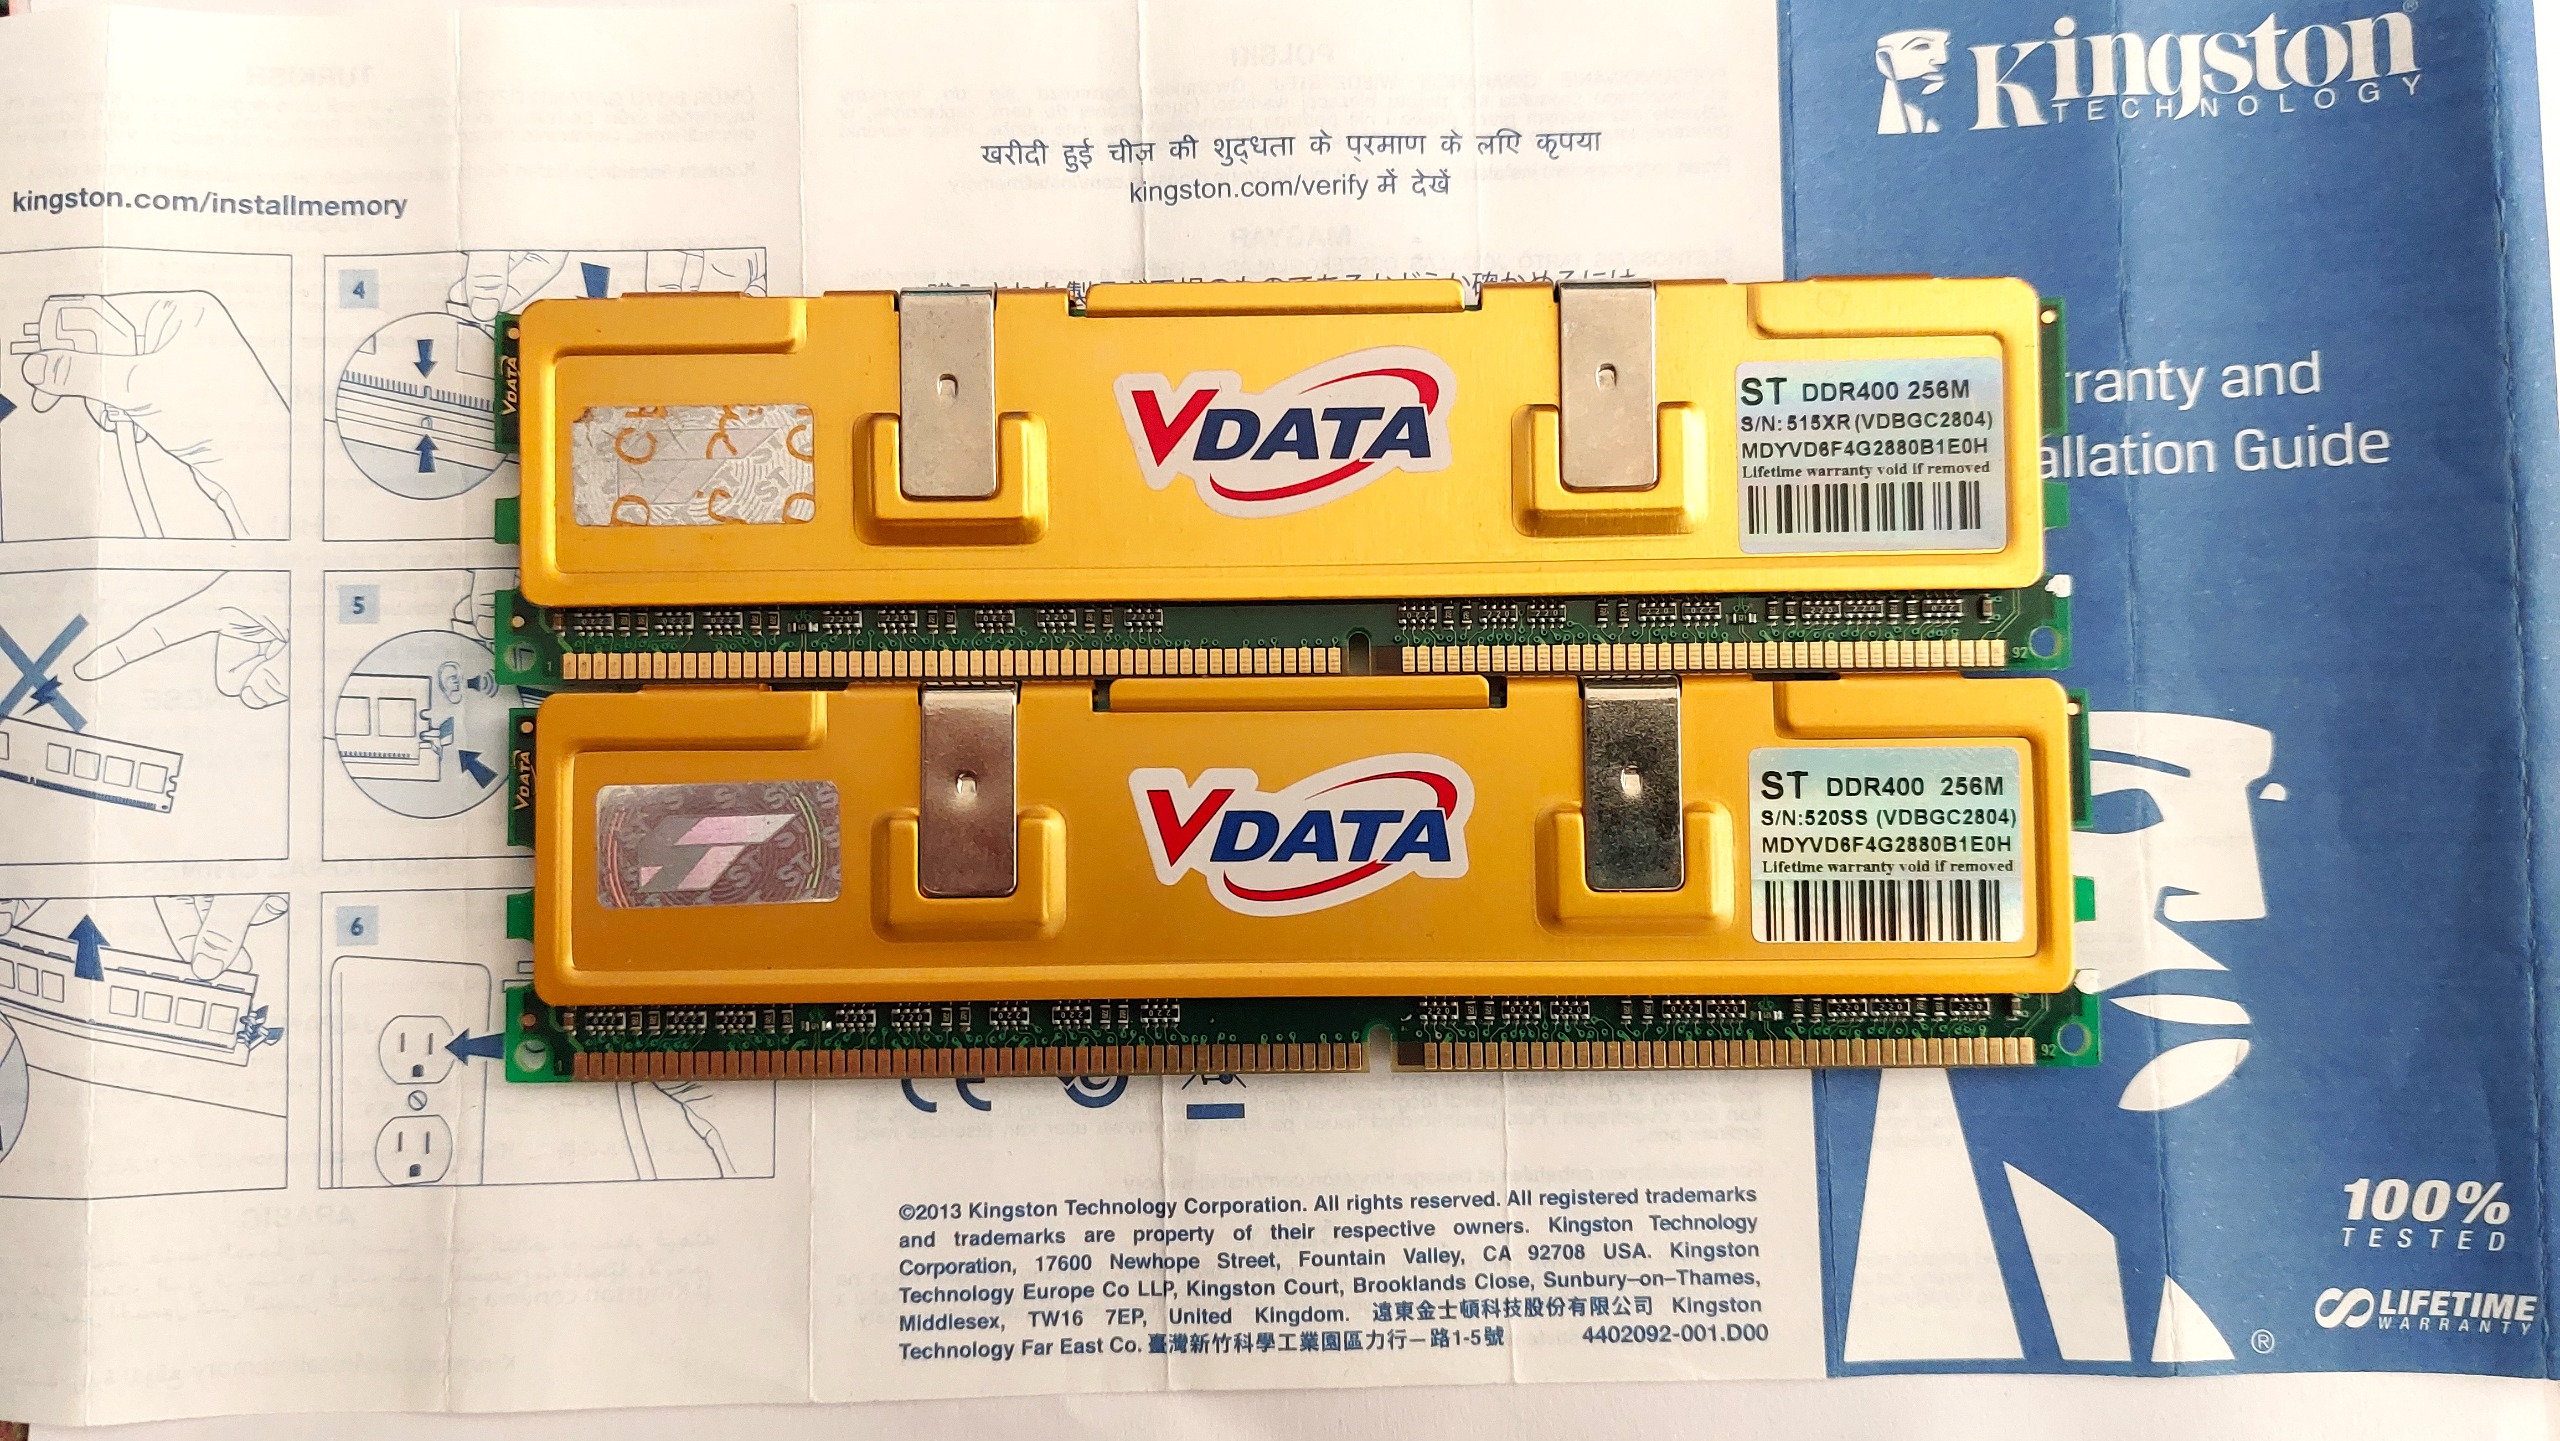 Kingston®
TECHNOLOGY
खरीदी हुई चीज़ की शुद्धता के प्रमाण के लिए कृपया
kingston.com/verify में देखें
kingston.com/installmemory
4
5
6
rranty and
allation Guide
VDATA
VDATA
ST DDR400 256M
S/N: 515XR (VDBGC2804)
MDYVD6F4G2880B1E0H
Lifetime warranty void if removed
1
92
VDATA
VDATA
ST DDR400 256M
S/N:520SS (VDBGC2804)
MDYVD6F4G2880B1E0H
Lifetime warranty void if removed
1
92
CE
©2013 Kingston Technology Corporation. All rights reserved. All registered trademarks
and trademarks are property of their respective owners. Kingston Technology
Corporation, 17600 Newhope Street, Fountain Valley, CA 92708 USA. Kingston
Technology Europe Co LLP, Kingston Court, Brooklands Close, Sunbury–on–Thames,
Middlesex, TW16 7EP, United Kingdom. 遠東金士頓科技股份有限公司 Kingston
Technology Far East Co. 臺灣新竹科學工業園區力行一路1-5號 4402092-001.D00
100%
TESTED
LIFETIME
WARRANTY
®